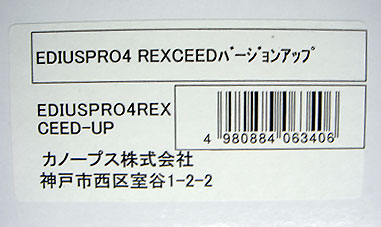 EDIUSPRO4 REXCEEDﾊﾞｰｼﾞｮﾝアップ
EDIUSPRO4REX
CEED-UP
4 980884 063406
カノープス株式会社
神戸市西区室谷1-2-2